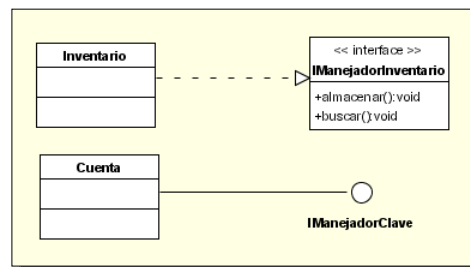 Inventario
<< interface >>
IManejadorInventario
+almacenar():void
+buscar():void
Cuenta
IManejadorClave